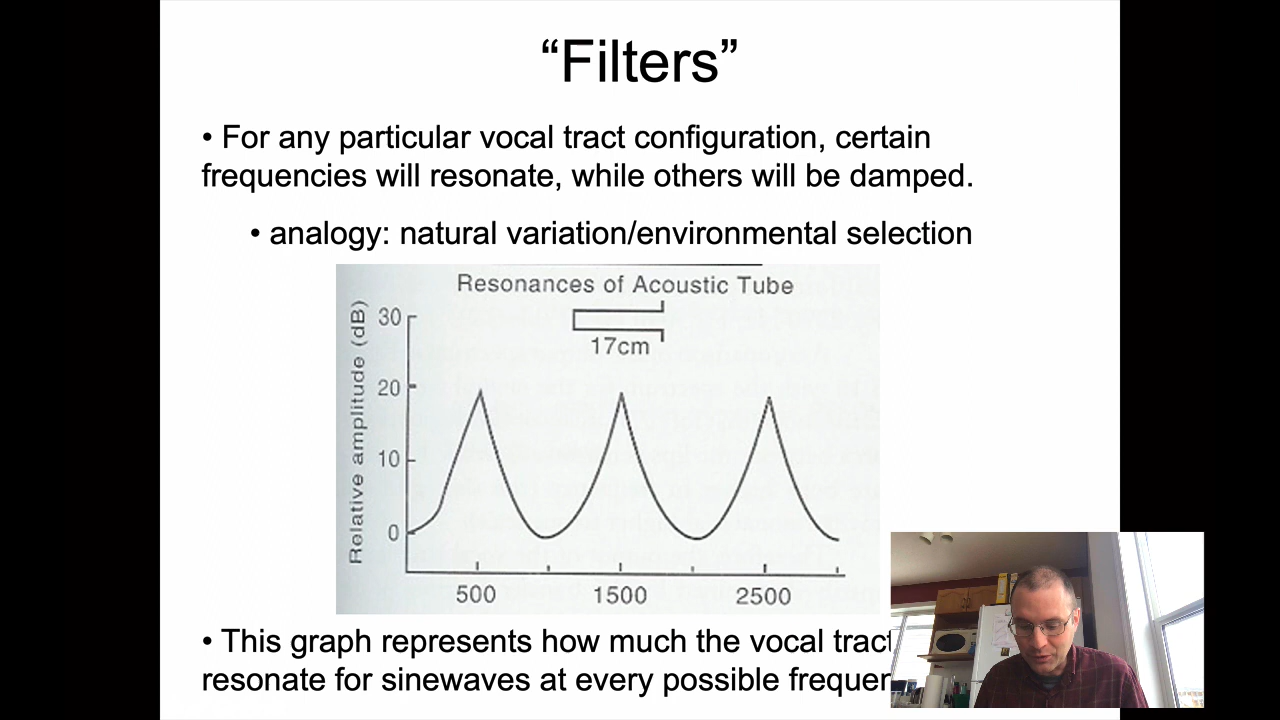 “Filters”
• For any particular vocal tract configuration, certain
frequencies will resonate, while others will be damped.
• analogy: natural variation/environmental selection
Resonances of Acoustic Tube
17cm
Relative amplitude (dB)
30
20
10
0
500 1500 2500
• This graph represents how much the vocal tract
resonate for sinewaves at every possible